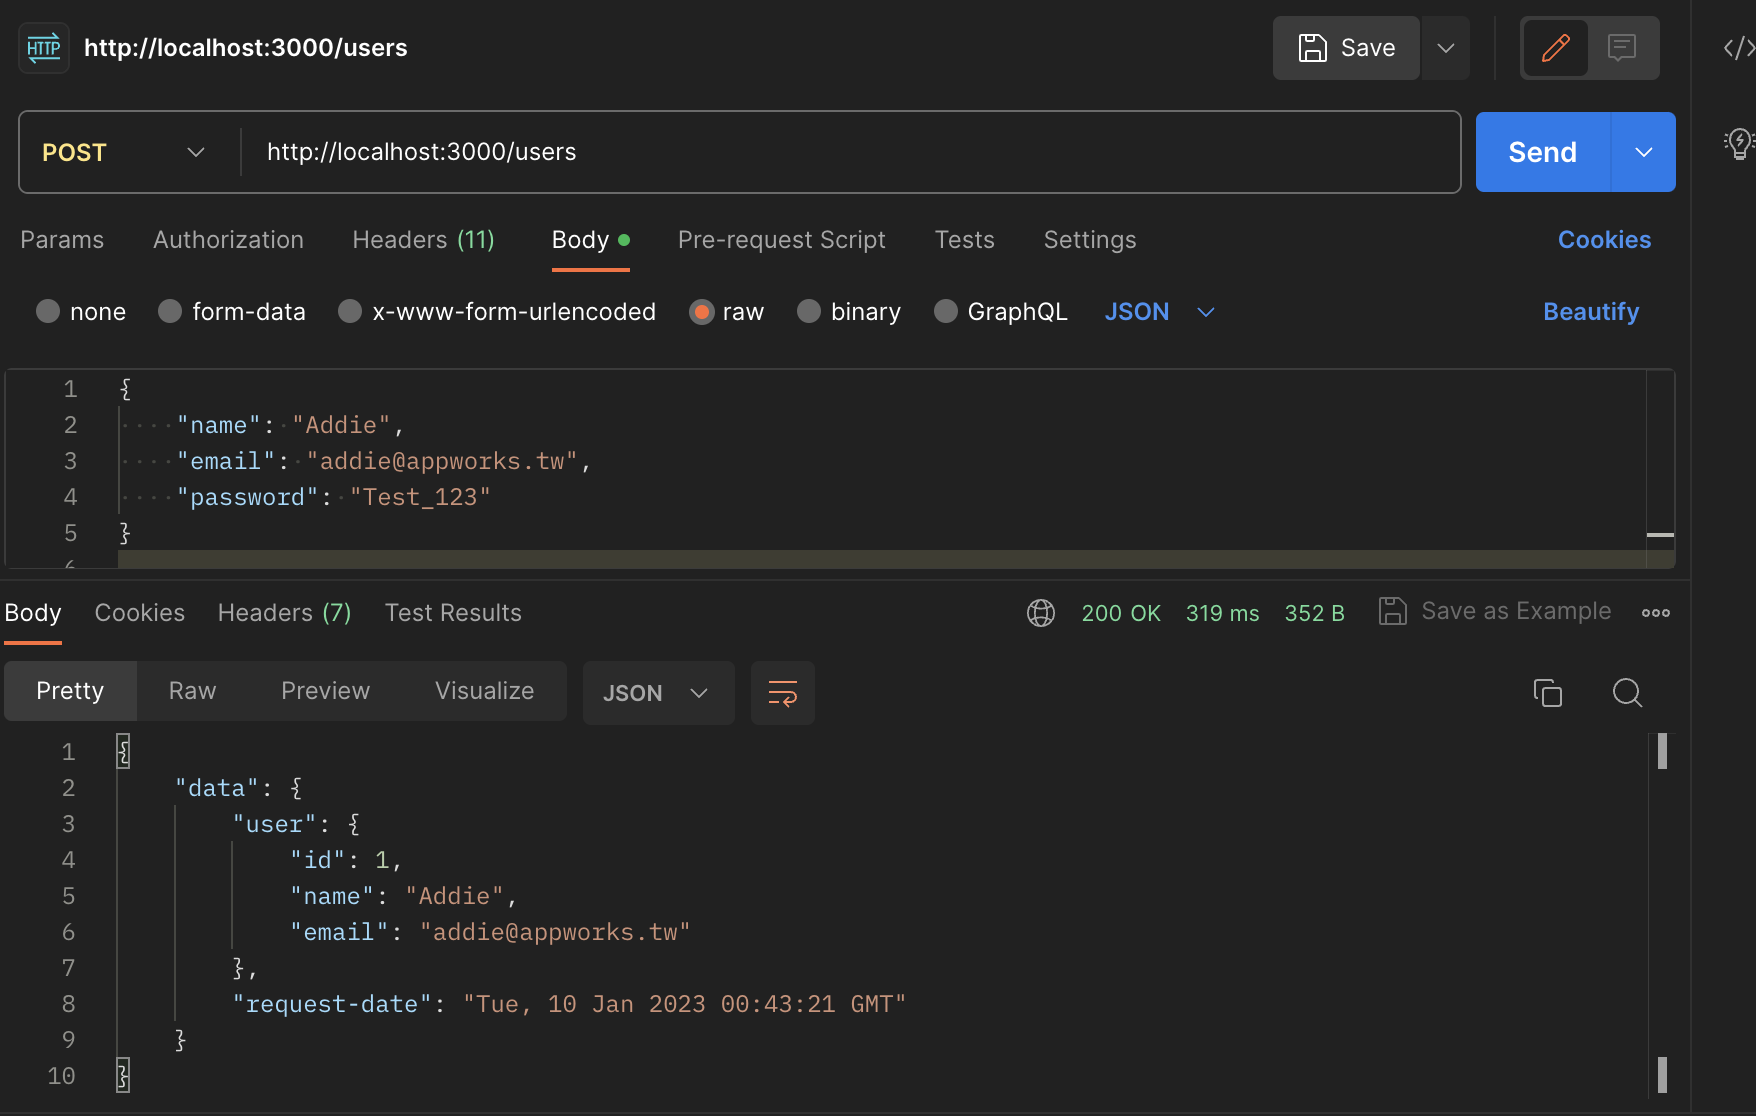 HTTP http://localhost:3000/users Save
POST http://localhost:3000/users Send
Params Authorization Headers (11) Body Pre-request Script Tests Settings Cookies
none form-data x-www-form-urlencoded raw binary GraphQL JSON Beautify
1 {
2 "name": "Addie",
3 "email": "addie@appworks.tw",
4 "password": "Test_123"
5 }
6
Body Cookies Headers (7) Test Results 200 OK 319 ms 352 B Save as Example
Pretty Raw Preview Visualize JSON
1 {
2 "data": {
3 "user": {
4 "id": 1,
5 "name": "Addie",
6 "email": "addie@appworks.tw"
7 },
8 "request-date": "Tue, 10 Jan 2023 00:43:21 GMT"
9 }
10 }